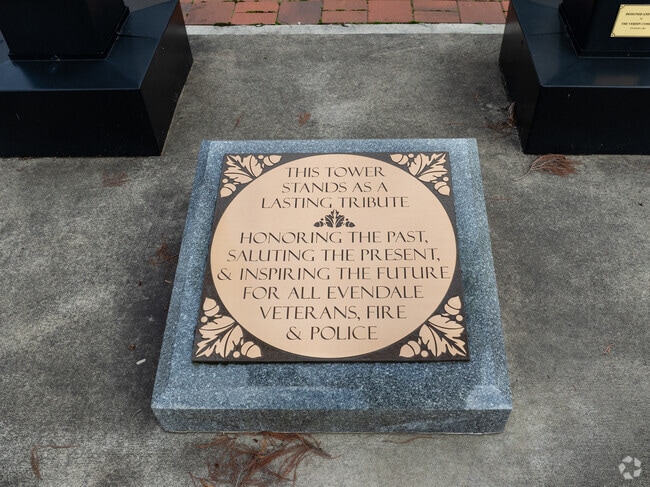 THIS TOWER
STANDS AS A
LASTING TRIBUTE
HONORING THE PAST,
SALUTING THE PRESENT,
& INSPIRING THE FUTURE
FOR ALL EVENDALE
VETERANS, FIRE
& POLICE